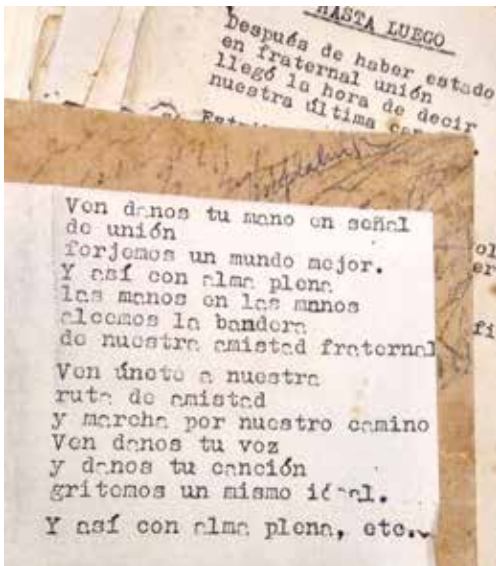 HASTA LUEGO
Después de haber estado
en fraternal unión
llegó la hora de decir
nuestra última
Ven danos tu mano en señal
de unión
forjemos un mundo mejor.
Y así con alma plena
las manos en las manos
alcemos la bandera
de nuestra amistad fraternal
Ven únete a nuestra
ruta de amistad
y marcha por nuestro camino
Ven danos tu voz
y danos tu canción
gritemos un mismo
Y así con alma plena, etc..